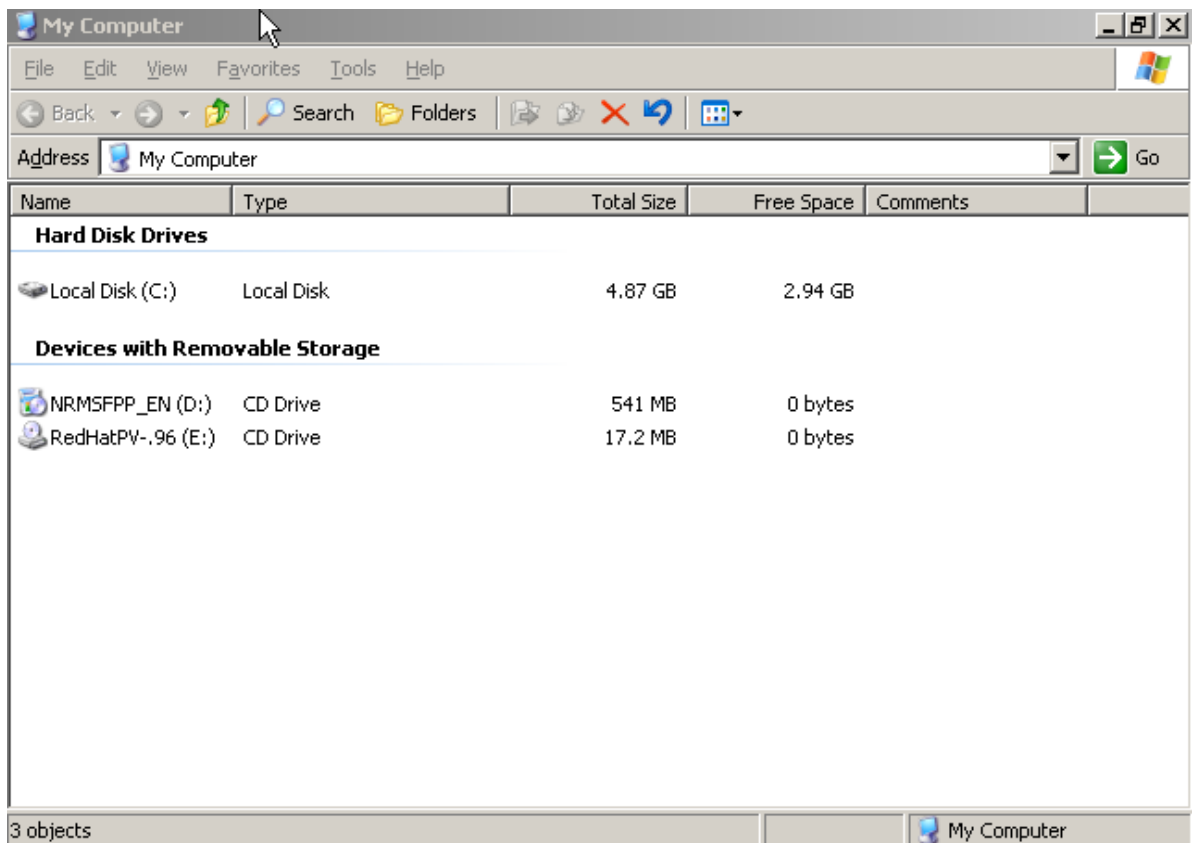 My Computer
File Edit View Favorites Tools Help
Back Search Folders
Address My Computer Go
Name Type Total Size Free Space Comments
Hard Disk Drives
Local Disk (C:) Local Disk 4.87 GB 2.94 GB
Devices with Removable Storage
NRMSFPP_EN (D:) CD Drive 541 MB 0 bytes
RedHatPV-.96 (E:) CD Drive 17.2 MB 0 bytes
3 objects My Computer